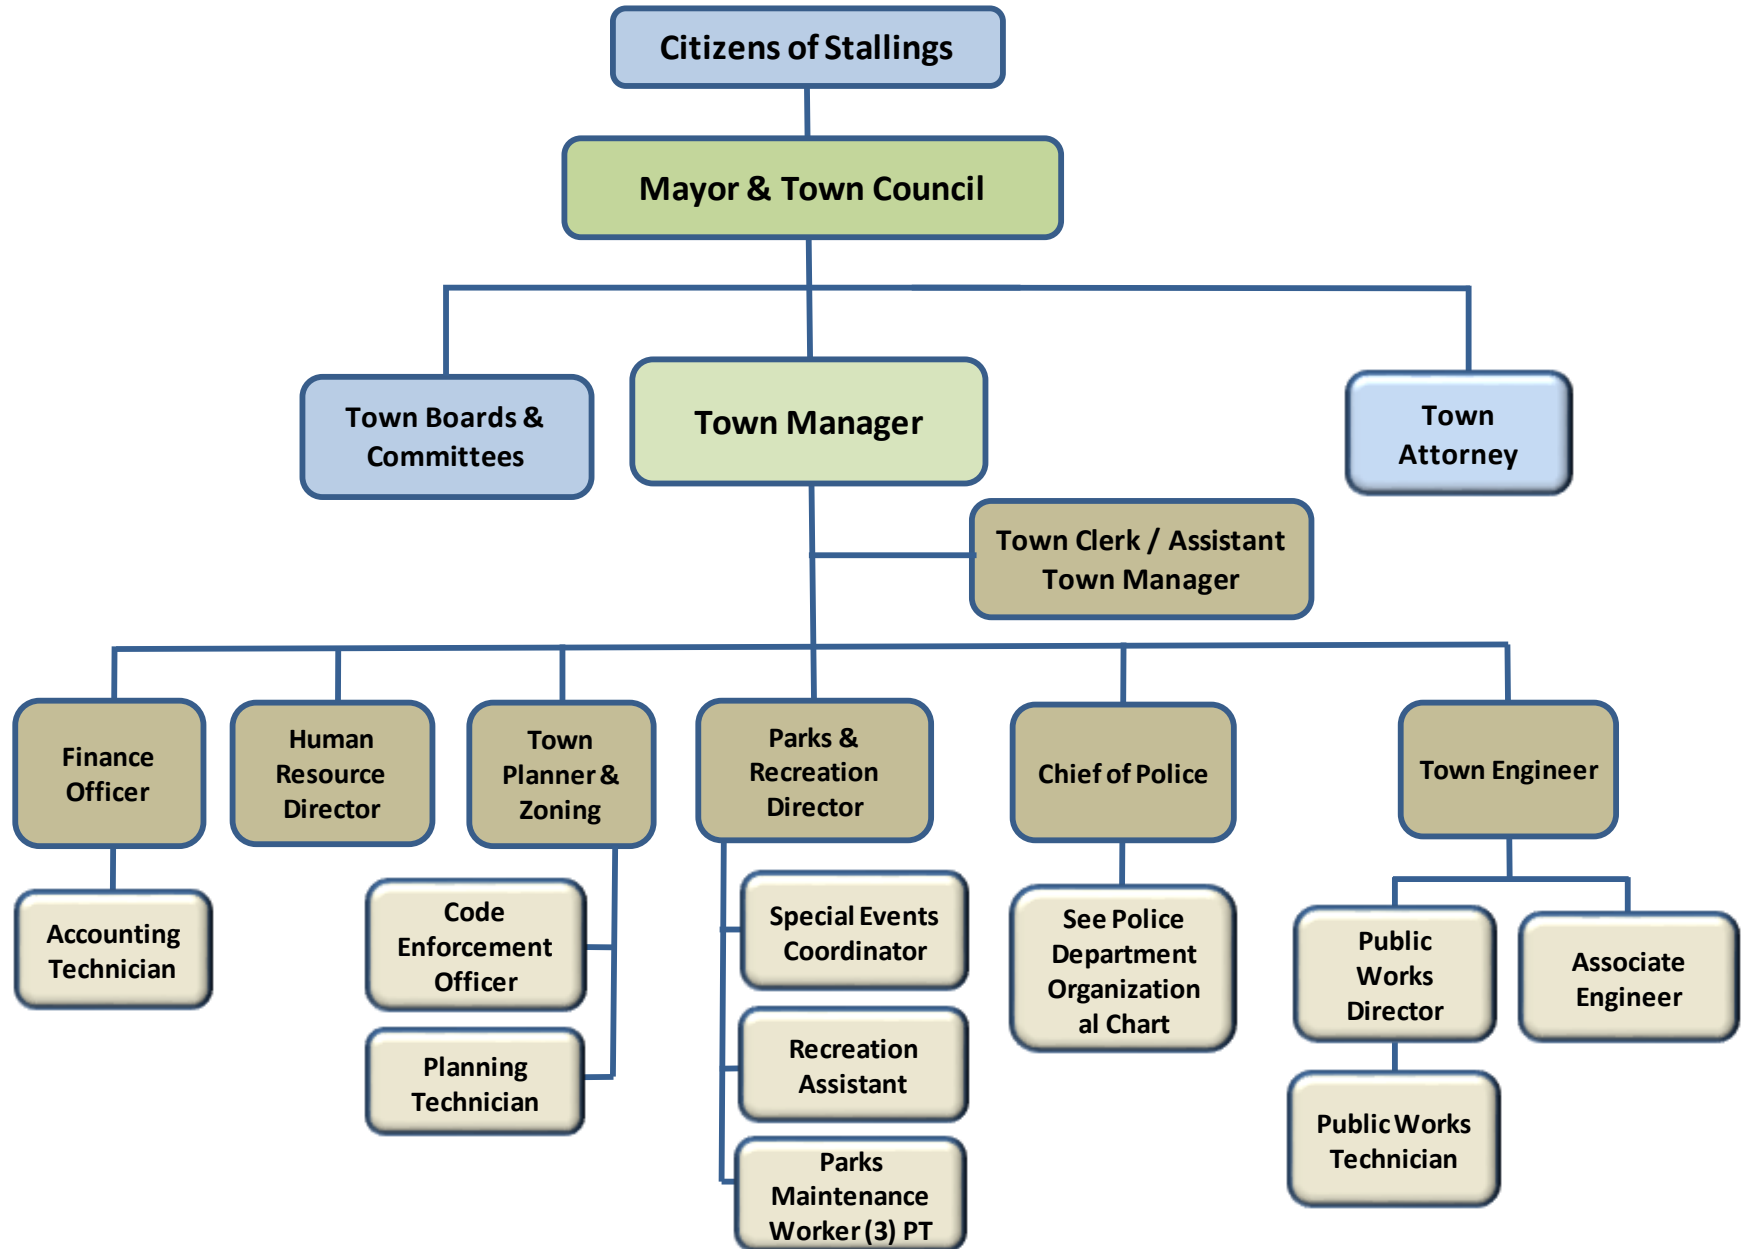 Citizens of Stallings
Mayor & Town Council
Town Boards &
Committees
Town Manager
Town
Attorney
Town Clerk / Assistant
Town Manager
Finance
Officer
Human
Resource
Director
Town
Planner &
Zoning
Parks &
Recreation
Director
Chief of Police
Town Engineer
Accounting
Technician
Code
Enforcement
Officer
Planning
Technician
Special Events
Coordinator
Recreation
Assistant
Parks
Maintenance
Worker (3) PT
See Police
Department
Organization
al Chart
Public
Works
Director
Associate
Engineer
Public Works
Technician